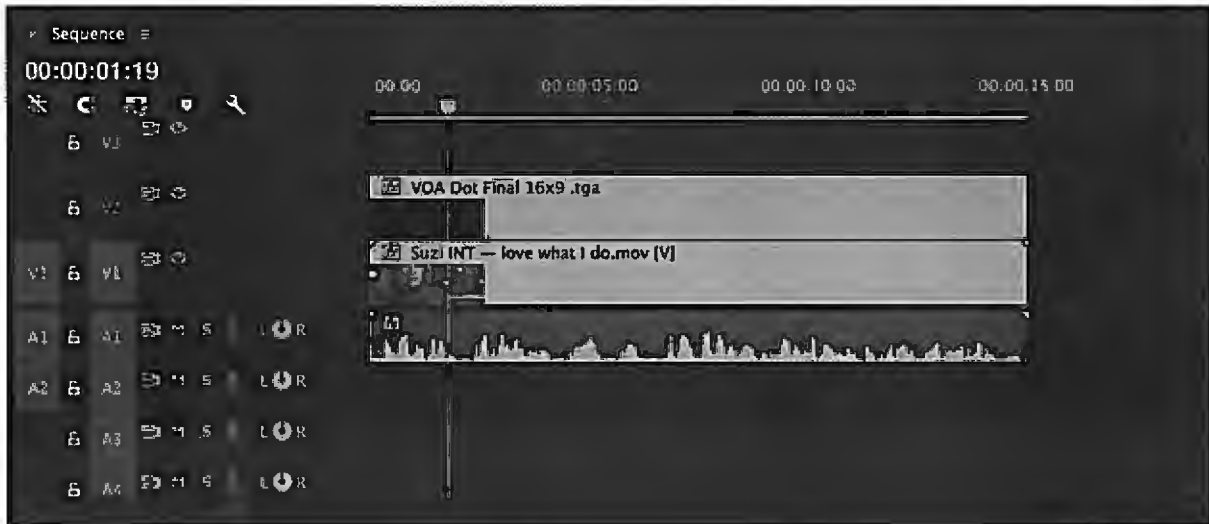 Sequence
00:00:01:19
00:00
00:00:05:00
00:00:10:00
00:00:15:00
V3
V2
VOA Dot Final 16x9 .tga
V1 V1
Suzi INT — love what I do.mov [V]
A1 A1 M S L R
A2 A2 M S L R
A3 M S L R
A4 M S L R